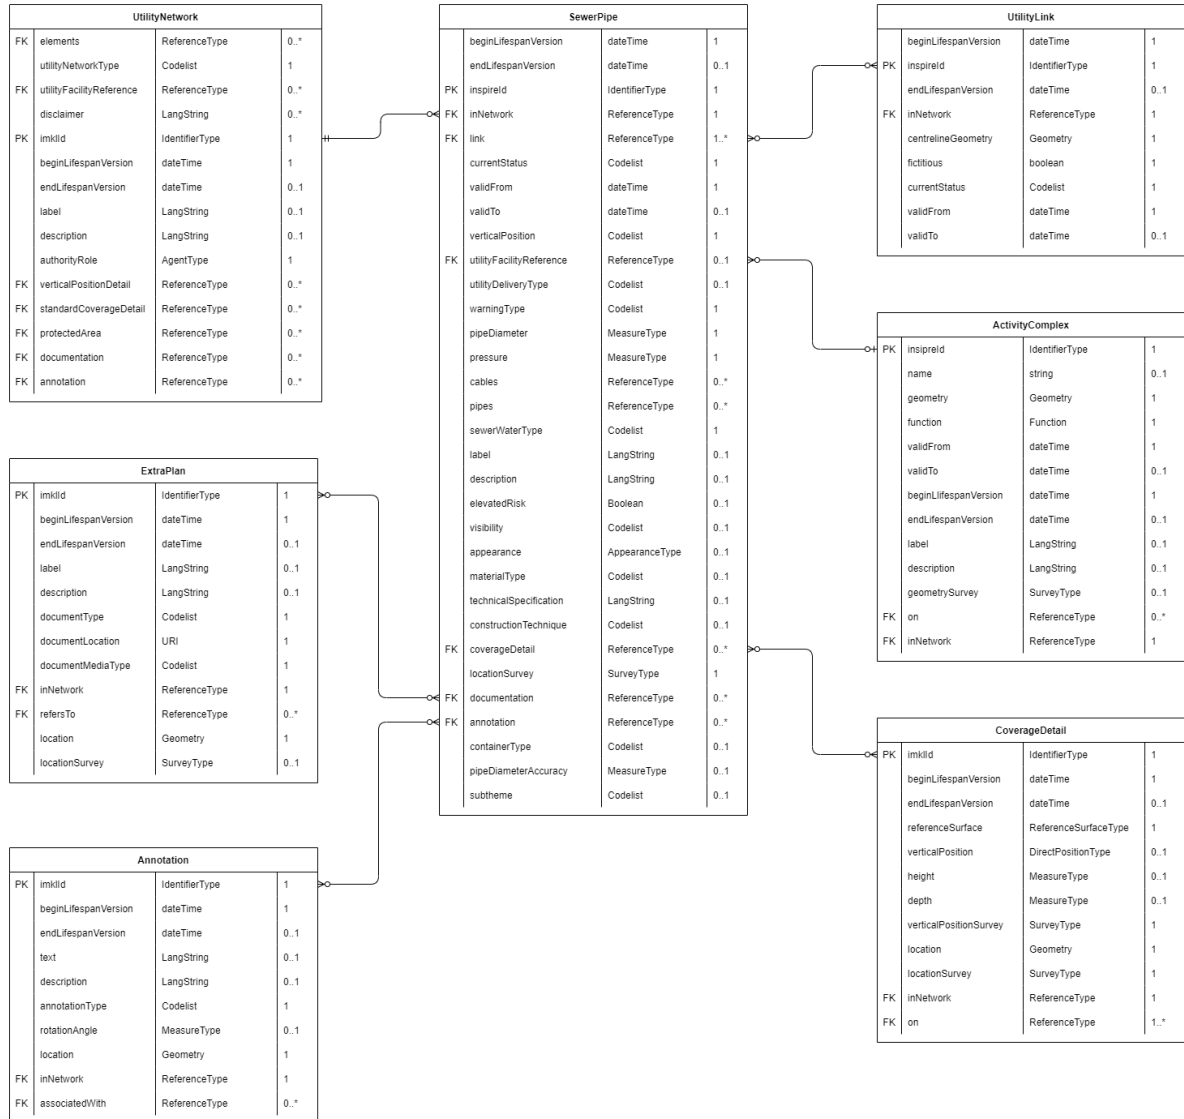 UtilityNetwork
FK elements ReferenceType 0..*
utilityNetworkType Codelist 1
FK utilityFacilityReference ReferenceType 0..*
disclaimer LangString 0..*
PK imklId IdentifierType 1
beginLifespanVersion dateTime 1
endLifespanVersion dateTime 0..1
label LangString 0..1
description LangString 0..1
authorityRole AgentType 1
FK verticalPositionDetail ReferenceType 0..*
FK standardCoverageDetail ReferenceType 0..*
FK protectedArea ReferenceType 0..*
FK documentation ReferenceType 0..*
FK annotation ReferenceType 0..*
ExtraPlan
PK imklId IdentifierType 1
beginLifespanVersion dateTime 1
endLifespanVersion dateTime 0..1
label LangString 0..1
description LangString 0..1
documentType Codelist 1
documentLocation URI 1
documentMediaType Codelist 1
FK inNetwork ReferenceType 1
FK refersTo ReferenceType 0..*
location Geometry 1
locationSurvey SurveyType 0..1
Annotation
PK imklId IdentifierType 1
beginLifespanVersion dateTime 1
endLifespanVersion dateTime 0..1
text LangString 0..1
description LangString 0..1
annotationType Codelist 1
rotationAngle MeasureType 0..1
location Geometry 1
FK inNetwork ReferenceType 1
FK associatedWith ReferenceType 0..*
SewerPipe
beginLifespanVersion dateTime 1
endLifespanVersion dateTime 0..1
PK inspireId IdentifierType 1
FK inNetwork ReferenceType 1
FK link ReferenceType 1..*
currentStatus Codelist 1
validFrom dateTime 1
validTo dateTime 0..1
verticalPosition Codelist 1
FK utilityFacilityReference ReferenceType 0..1
utilityDeliveryType Codelist 0..1
warningType Codelist 1
pipeDiameter MeasureType 1
pressure MeasureType 1
cables ReferenceType 0..*
pipes ReferenceType 0..*
sewerWaterType Codelist 1
label LangString 0..1
description LangString 0..1
elevatedRisk Boolean 0..1
visibility Codelist 0..1
appearance AppearanceType 0..1
materialType Codelist 0..1
technicalSpecification LangString 0..1
constructionTechnique Codelist 0..1
FK coverageDetail ReferenceType 0..*
locationSurvey SurveyType 1
FK documentation ReferenceType 0..*
FK annotation ReferenceType 0..*
containerType Codelist 0..1
pipeDiameterAccuracy MeasureType 0..1
subtheme Codelist 0..1
UtilityLink
beginLifespanVersion dateTime 1
PK inspireId IdentifierType 1
endLifespanVersion dateTime 0..1
FK inNetwork ReferenceType 1
centrelineGeometry Geometry 1
fictitious boolean 1
currentStatus Codelist 1
validFrom dateTime 1
validTo dateTime 0..1
ActivityComplex
PK insipreId IdentifierType 1
name string 0..1
geometry Geometry 1
function Function 1
validFrom dateTime 1
validTo dateTime 0..1
beginLlifespanVersion dateTime 1
endLifespanVersion dateTime 0..1
label LangString 0..1
description LangString 0..1
geometrySurvey SurveyType 0..1
FK on ReferenceType 0..*
FK inNetwork ReferenceType 1
CoverageDetail
PK imklId IdentifierType 1
beginLifespanVersion dateTime 1
endLifespanVersion dateTime 0..1
referenceSurface ReferenceSurfaceType 1
verticalPosition DirectPositionType 0..1
height MeasureType 0..1
depth MeasureType 0..1
verticalPositionSurvey SurveyType 1
location Geometry 1
locationSurvey SurveyType 1
FK inNetwork ReferenceType 1
FK on ReferenceType 1..*